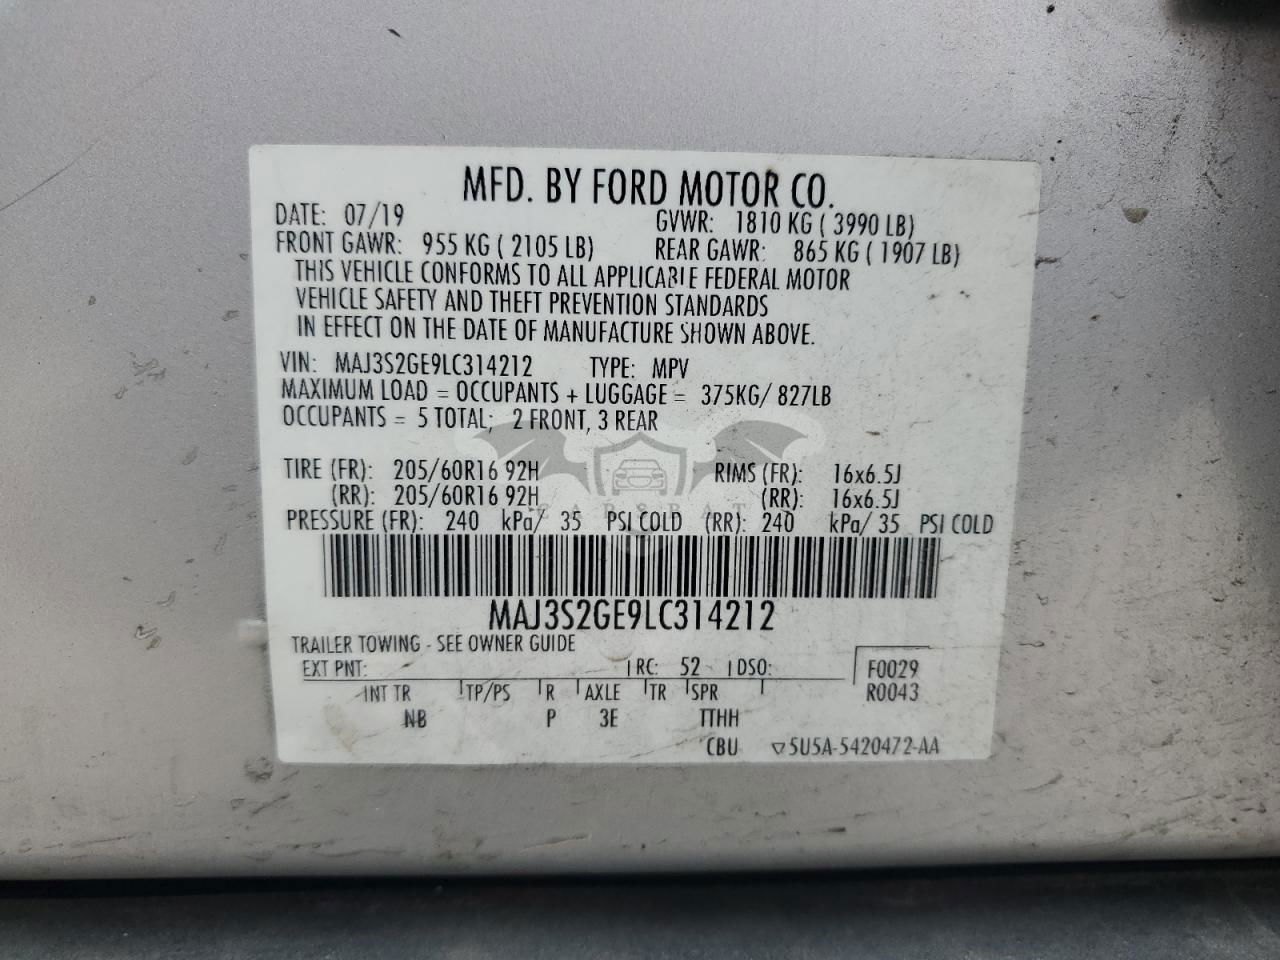 MFD. BY FORD MOTOR CO.
DATE: 07/19 GVWR: 1810 KG ( 3990 LB)
FRONT GAWR: 955 KG ( 2105 LB) REAR GAWR: 865 KG ( 1907 LB)
THIS VEHICLE CONFORMS TO ALL APPLICABLE FEDERAL MOTOR
VEHICLE SAFETY AND THEFT PREVENTION STANDARDS
IN EFFECT ON THE DATE OF MANUFACTURE SHOWN ABOVE.
VIN: MAJ3S2GE9LC314212 TYPE: MPV
MAXIMUM LOAD = OCCUPANTS + LUGGAGE = 375KG/ 827LB
OCCUPANTS = 5 TOTAL; 2 FRONT, 3 REAR
TIRE (FR): 205/60R16 92H RIMS (FR): 16x6.5J
(RR): 205/60R16 92H (RR): 16x6.5J
CARSBAT
PRESSURE (FR): 240 kPa/ 35 PSI COLD (RR): 240 kPa/ 35 PSI COLD
MAJ3S2GE9LC314212
TRAILER TOWING - SEE OWNER GUIDE
EXT PNT: RC: 52 DSO: F0029
INT TR TP/PS R AXLE TR SPR R0043
NB P 3E TTHH
CBU ▽5U5A-5420472-AA